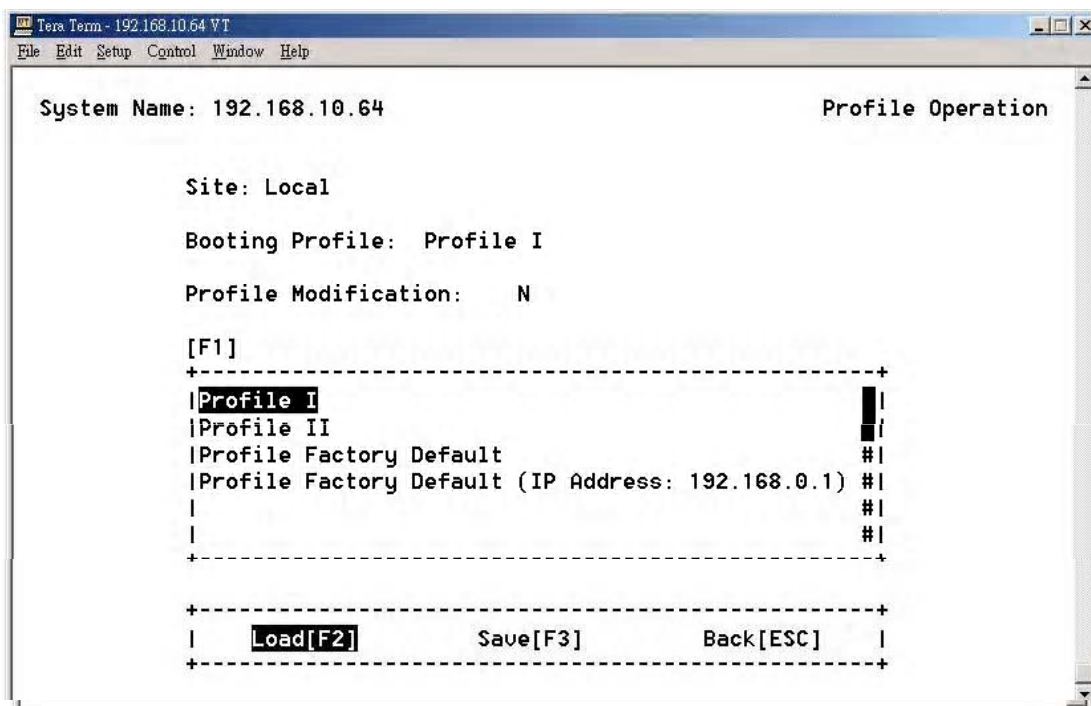 Tera Term - 192.168.10.64 VT
File Edit Setup Control Window Help
System Name: 192.168.10.64 Profile Operation
Site: Local
Booting Profile: Profile I
Profile Modification: N
[F1]
Profile I
Profile II
Profile Factory Default #
Profile Factory Default (IP Address: 192.168.0.1) #
#
#
Load[F2] Save[F3] Back[ESC]